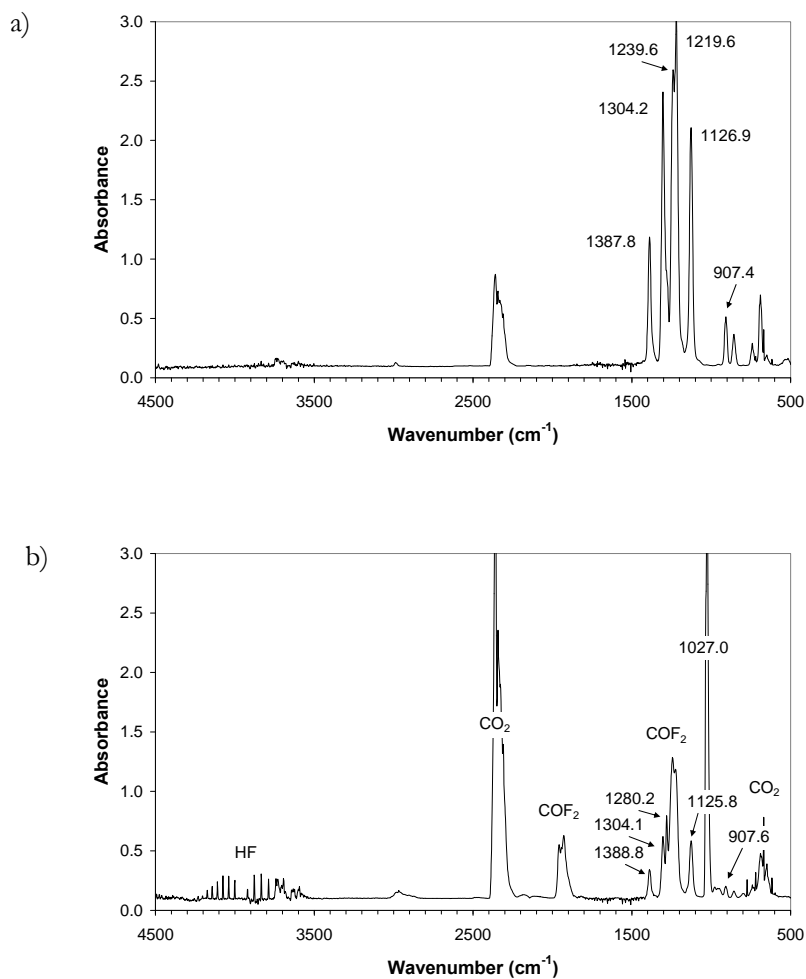 a)
3.0
2.5
2.0
1.5
1.0
0.5
0.0
Absorbance
1239.6
1219.6
1304.2
1126.9
1387.8
907.4
4500 3500 2500 1500 500
Wavenumber (cm⁻¹)
b)
3.0
2.5
2.0
1.5
1.0
0.5
0.0
Absorbance
1027.0
CO₂
COF₂
CO₂
COF₂
1280.2
1125.8
1304.1
907.6
1388.8
HF
4500 3500 2500 1500 500
Wavenumber (cm⁻¹)